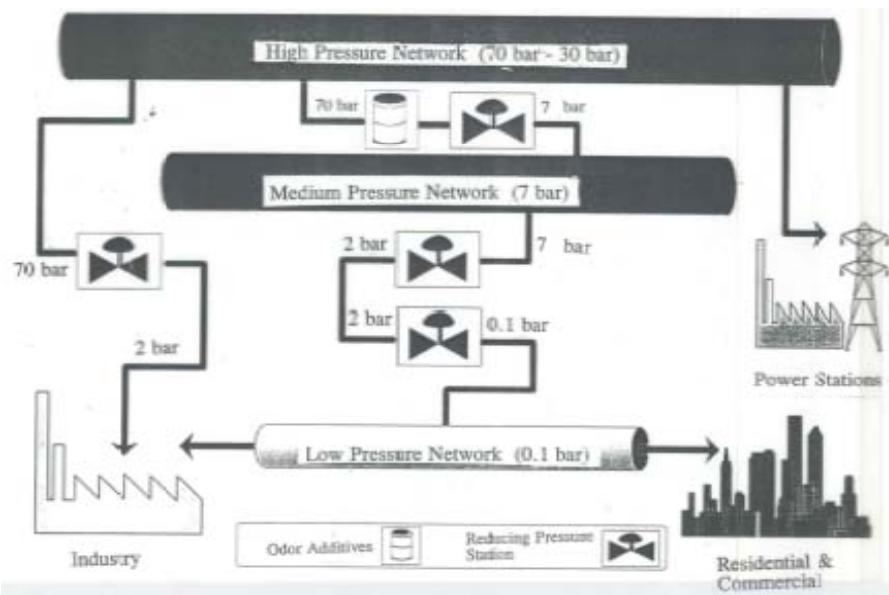 High Pressure Network (70 bar - 30 bar)
70 bar
7 bar
Medium Pressure Network (7 bar)
2 bar
7 bar
70 bar
2 bar
0.1 bar
2 bar
Power Stations
Low Pressure Network (0.1 bar)
Industry
Odor Additives
Reducing Pressure
Station
Residential &
Commercial